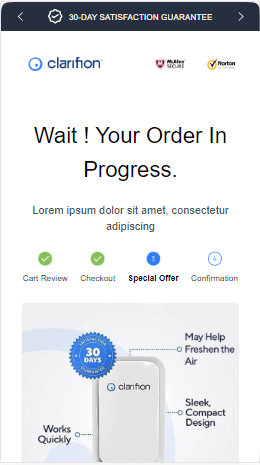 30-DAY SATISFACTION GUARANTEE
clarifion
McAfee
SECURE
Norton
Wait ! Your Order In
Progress.
Lorem ipsum dolor sit amet, consectetur
adipiscing
3
4
Cart Review
Checkout
Special Offer
Confirmation
May Help
Freshen the
Air
SATISFACTION
30
DAYS
GUARANTEE
clarifion
Sleek,
Compact
Design
Works
Quickly